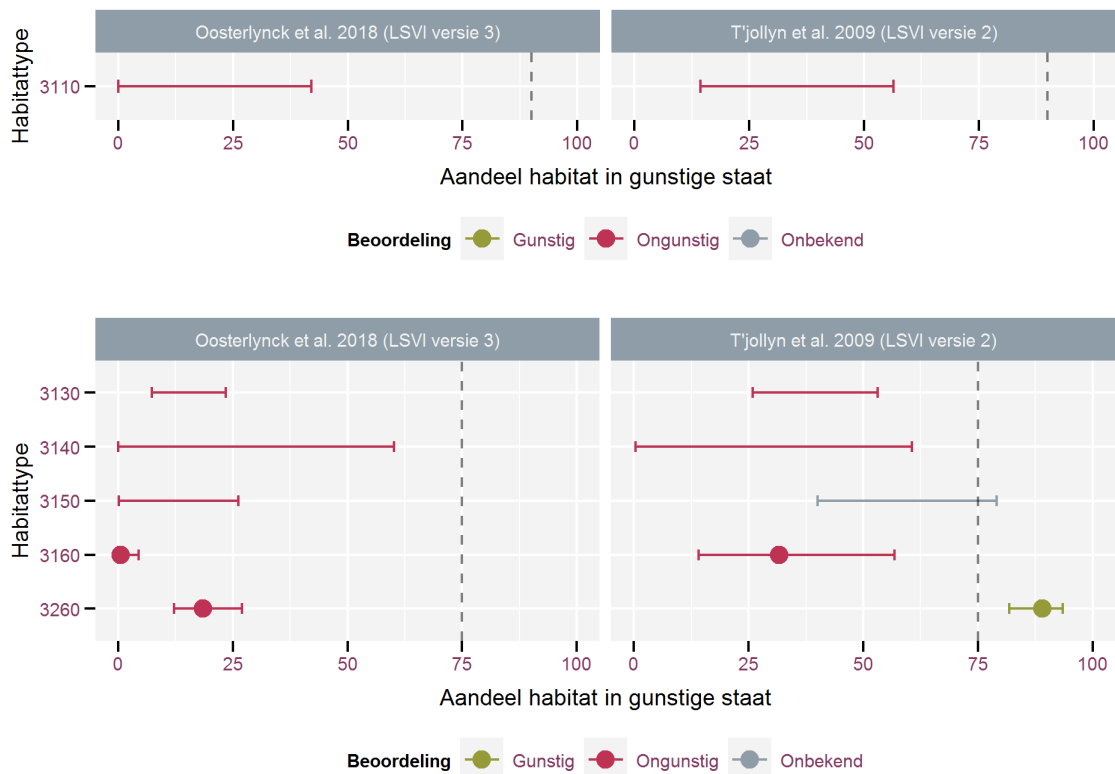 Oosterlynck et al. 2018 (LSVI versie 3) T'jollyn et al. 2009 (LSVI versie 2)
Habitattype
3110
0 25 50 75 100 0 25 50 75 100
Aandeel habitat in gunstige staat
Beoordeling Gunstig Ongunstig Onbekend
Oosterlynck et al. 2018 (LSVI versie 3) T'jollyn et al. 2009 (LSVI versie 2)
Habitattype
3130
3140
3150
3160
3260
0 25 50 75 100 0 25 50 75 100
Aandeel habitat in gunstige staat
Beoordeling Gunstig Ongunstig Onbekend